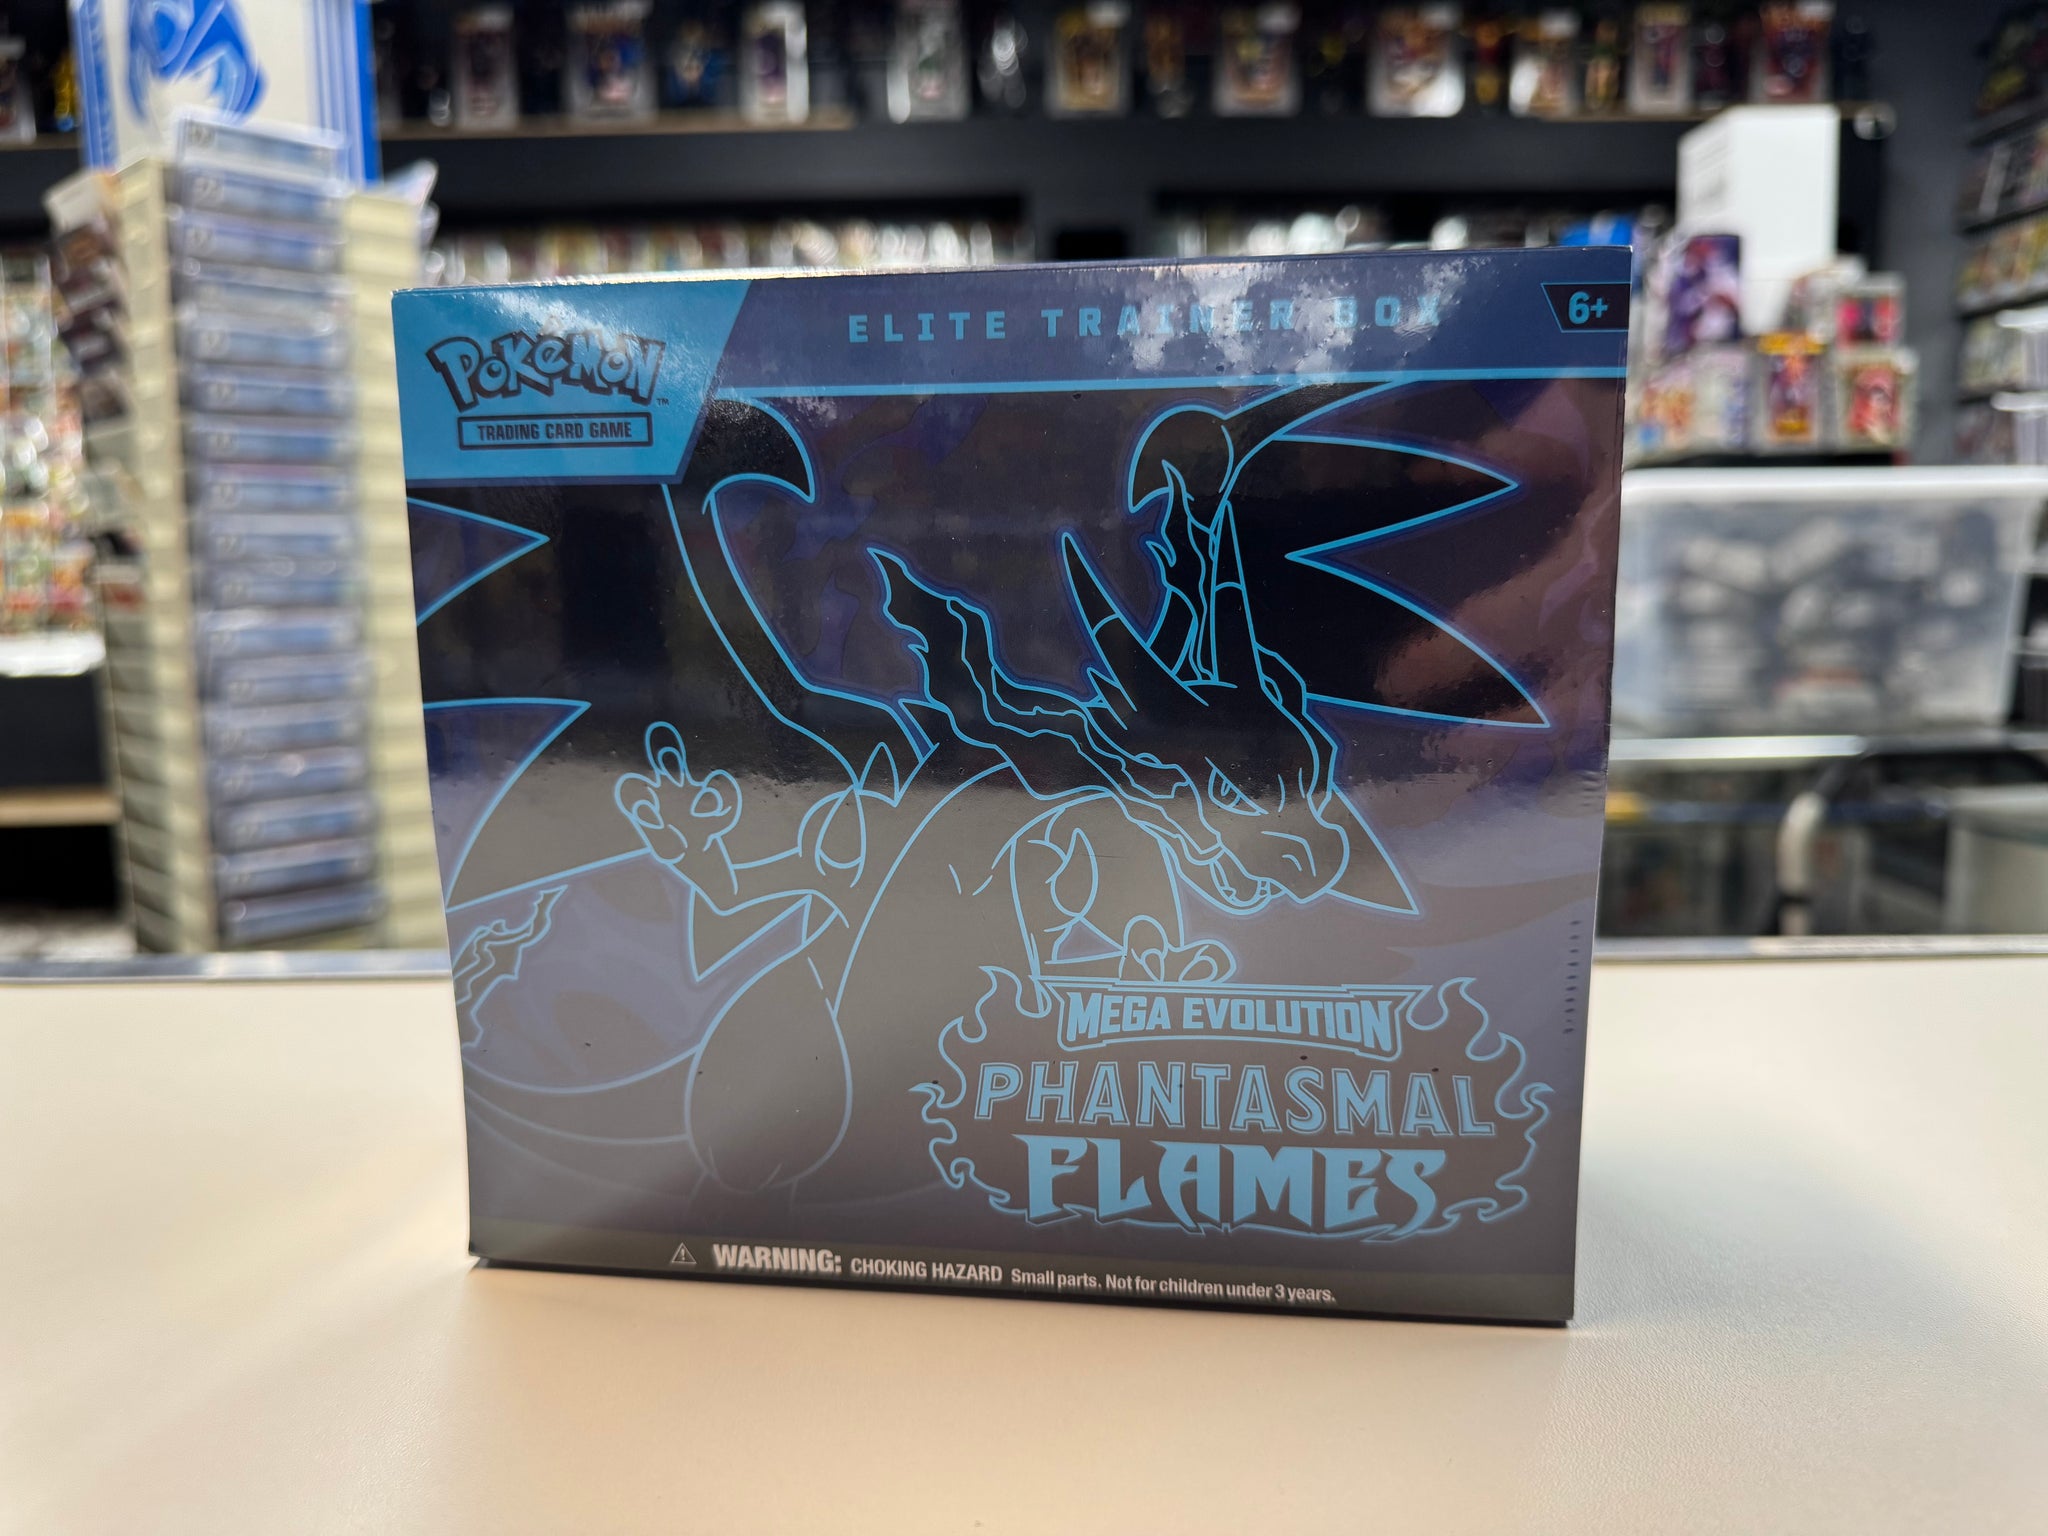 ELITE TRAINER BOX
6+
POKéMON™
TRADING CARD GAME
MEGA EVOLUTION
PHANTASMAL
FLAMES
WARNING: CHOKING HAZARD Small parts. Not for children under 3 years.